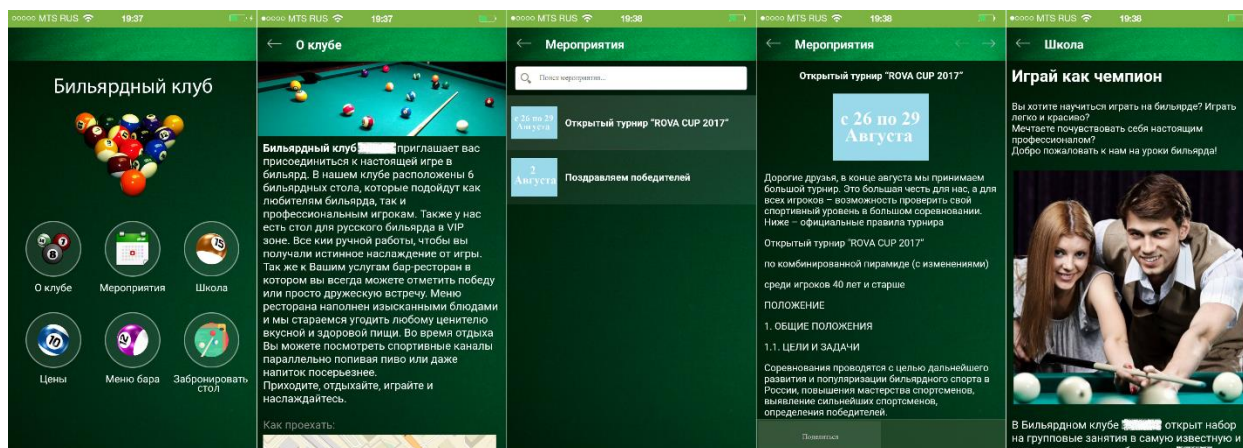 ooooo MTS RUS 19:37
Бильярдный клуб
О клубе
Мероприятия
Школа
Цены
Меню бара
Забронировать
стол
●oooo MTS RUS 19:37
О клубе
Бильярдный клуб приглашает вас
присоединиться к настоящей игре в
бильярд. В нашем клубе расположены 6
бильярдных стола, которые подойдут как
любителям бильярда, так и
профессиональным игрокам. Также у нас
есть стол для русского бильярда в VIP
зоне. Все кии ручной работы, чтобы вы
получали истинное наслаждение от игры.
Так же к Вашим услугам бар-ресторан в
котором вы всегда можете отметить победу
или просто дружескую встречу. Меню
ресторана наполнен изысканными блюдами
и мы стараемся угодить любому ценителю
вкусной и здоровой пищи. Во время отдыха
Вы можете посмотреть спортивные каналы
параллельно попивая пиво или даже
напиток посерьезнее.
Приходите, отдыхайте, играйте и
наслаждайтесь.
Как проехать:
●oooo MTS RUS 19:38
Мероприятия
Поиск мероприятия...
с 26 по 29
Августа
Открытый турнир “ROVA CUP 2017”
2
Августа
Поздравляем победителей
●oooo MTS RUS 19:38
Мероприятия
Открытый турнир “ROVA CUP 2017”
с 26 по 29
Августа
Дорогие друзья, в конце августа мы принимаем
большой турнир. Это большая честь для нас, а для
всех игроков – возможность проверить свой
спортивный уровень в большом соревновании.
Ниже – официальные правила турнира
Открытый турнир “ROVA CUP 2017”
по комбинированной пирамиде (с изменениями)
среди игроков 40 лет и старше
ПОЛОЖЕНИЕ
1. ОБЩИЕ ПОЛОЖЕНИЯ
1.1. ЦЕЛИ И ЗАДАЧИ
Соревнования проводятся с целью дальнейшего
развития и популяризации бильярдного спорта в
России, повышения мастерства спортсменов,
выявление сильнейших спортсменов,
определения победителей.
Поделиться
●oooo MTS RUS 19:38
Школа
Играй как чемпион
Вы хотите научиться играть на бильярде? Играть
легко и красиво?
Мечтаете почувствовать себя настоящим
профессионалом?
Добро пожаловать к нам на уроки бильярда!
В Бильярдном клубе открыт набор
на групповые занятия в самую известную и